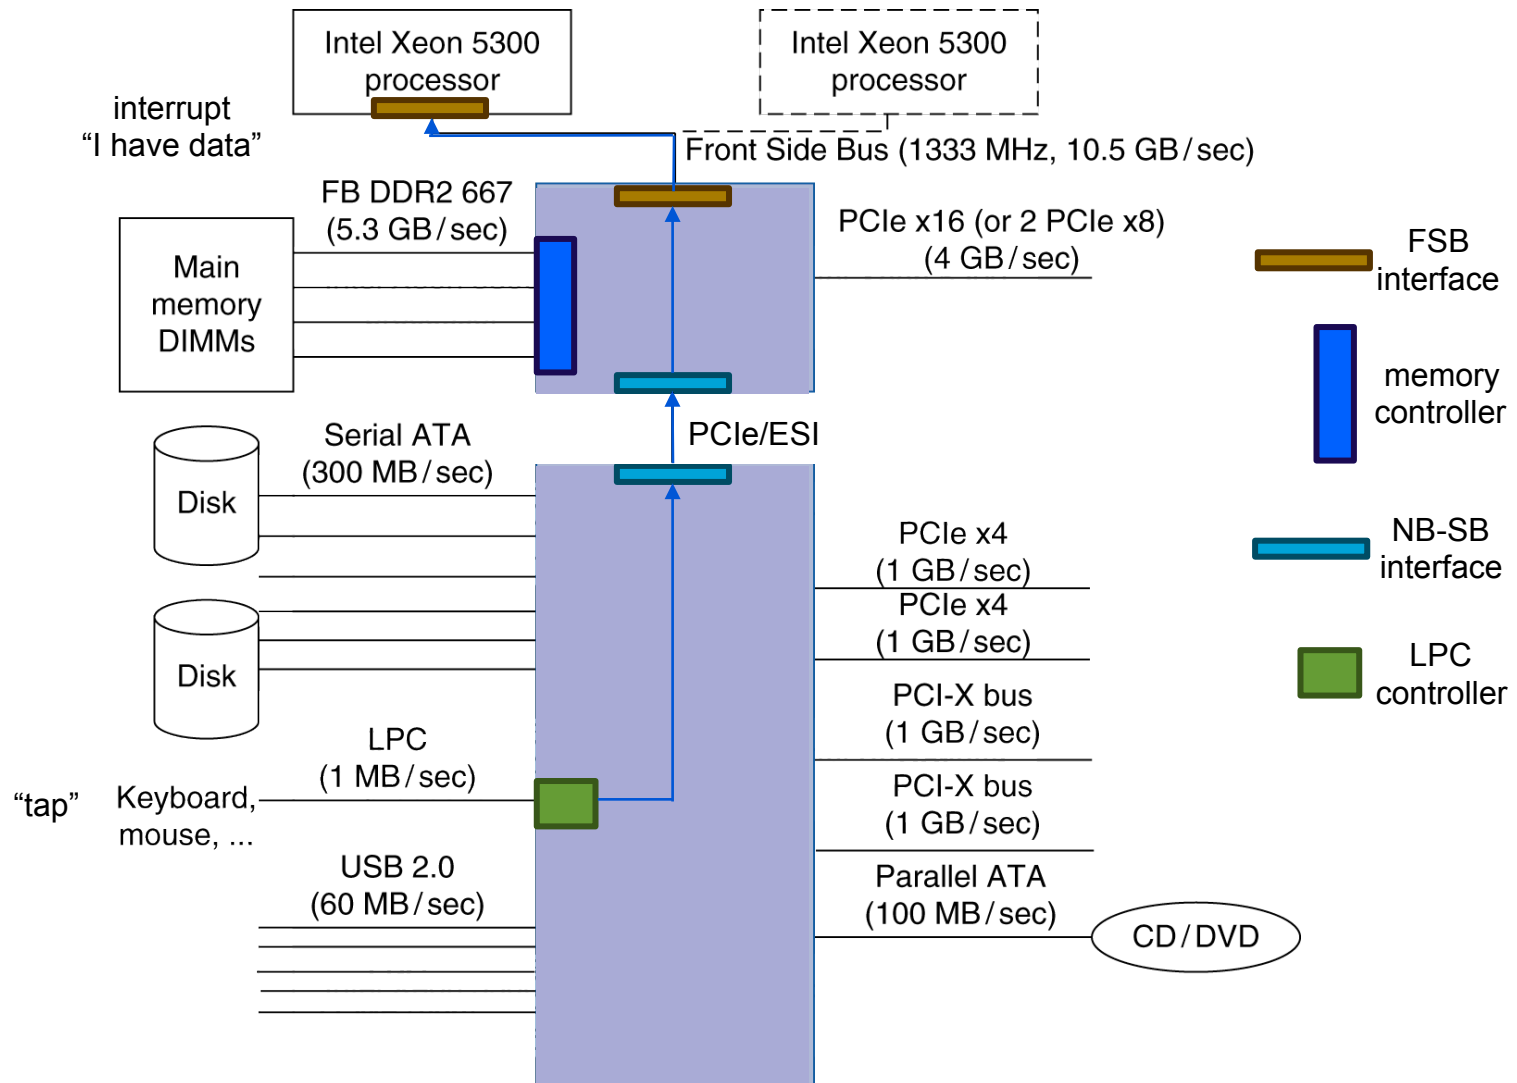 Intel Xeon 5300
processor
Intel Xeon 5300
processor
interrupt
“I have data”
Front Side Bus (1333 MHz, 10.5 GB/sec)
FB DDR2 667
(5.3 GB/sec)
PCIe x16 (or 2 PCIe x8)
(4 GB/sec)
FSB
interface
Main
memory
DIMMs
memory
controller
PCIe/ESI
Serial ATA
(300 MB/sec)
Disk
PCIe x4
(1 GB/sec)
NB-SB
interface
PCIe x4
(1 GB/sec)
Disk
LPC
controller
PCI-X bus
(1 GB/sec)
LPC
(1 MB/sec)
“tap”
Keyboard,
mouse, ...
PCI-X bus
(1 GB/sec)
USB 2.0
(60 MB/sec)
Parallel ATA
(100 MB/sec)
CD/DVD